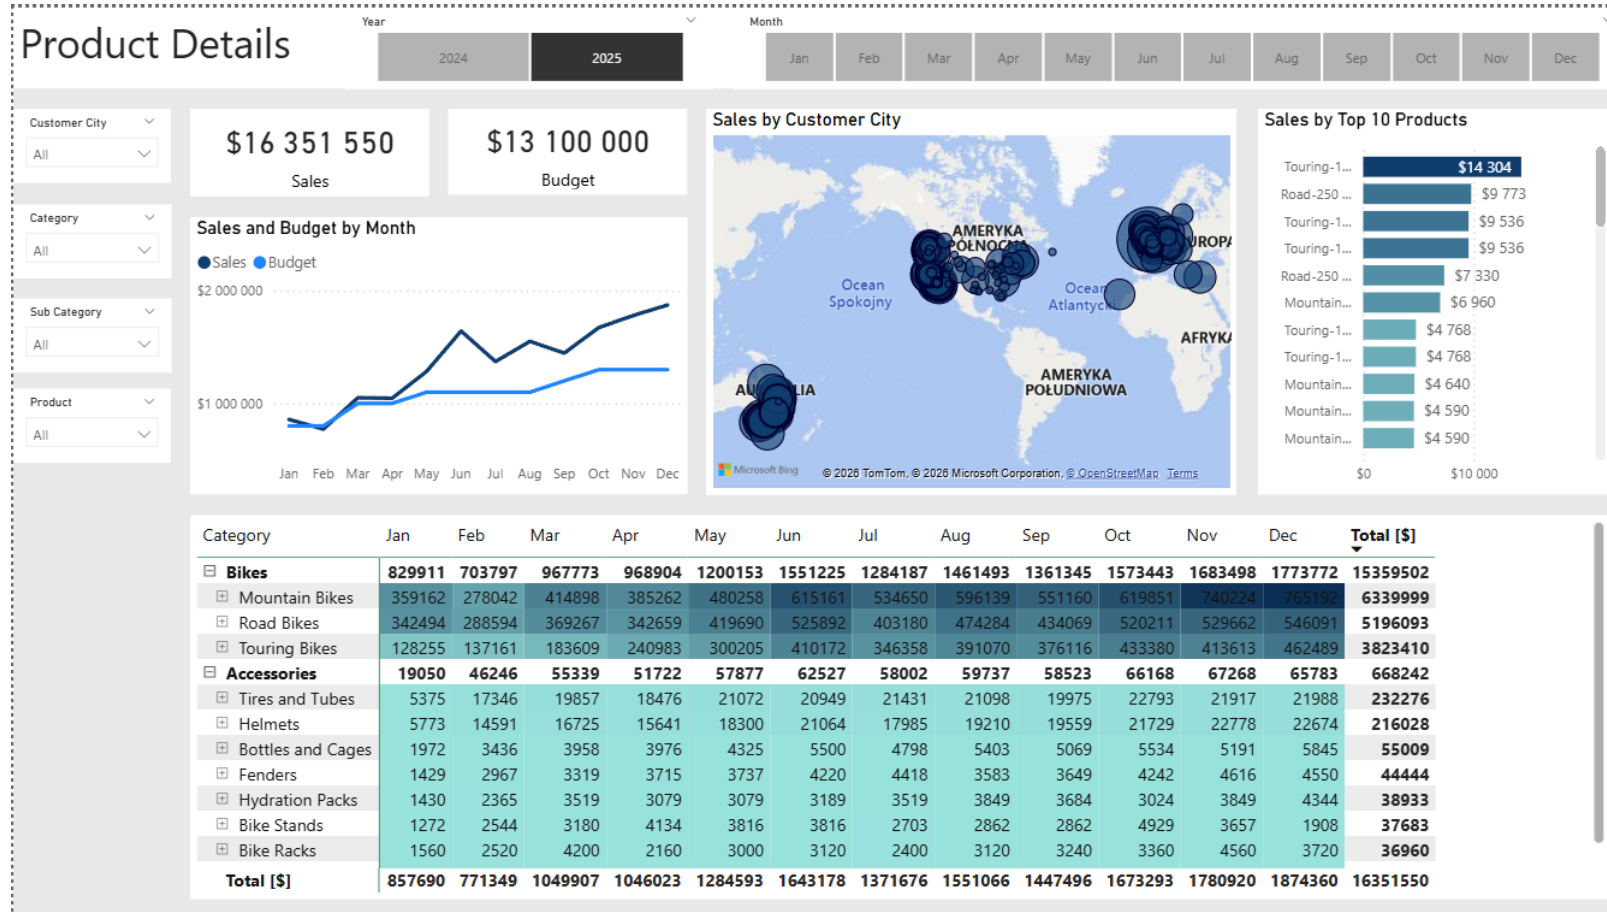 Product Details
Year
2024
2025
Month
Jan Feb Mar Apr May Jun Jul Aug Sep Oct Nov Dec
Customer City
All
Category
All
Sub Category
All
Product
All
$16 351 550
Sales
$13 100 000
Budget
Sales and Budget by Month
Sales Budget
$2 000 000
$1 000 000
Jan Feb Mar Apr May Jun Jul Aug Sep Oct Nov Dec
Sales by Customer City
AMERYKA
PÓŁNOCNA
UROPA
Ocean
Spokojny
Ocean
Atlantycki
AFRYKA
AMERYKA
POŁUDNIOWA
AU LIA
Microsoft Bing
© 2026 TomTom, © 2026 Microsoft Corporation, © OpenStreetMap Terms
Sales by Top 10 Products
Touring-1... $14 304
Road-250 ... $9 773
Touring-1... $9 536
Touring-1... $9 536
Road-250 ... $7 330
Mountain... $6 960
Touring-1... $4 768
Touring-1... $4 768
Mountain... $4 640
Mountain... $4 590
Mountain... $4 590
$0 $10 000
Category Jan Feb Mar Apr May Jun Jul Aug Sep Oct Nov Dec Total [$]
Bikes 829911 703797 967773 968904 1200153 1551225 1284187 1461493 1361345 1573443 1683498 1773772 15359502
Mountain Bikes 359162 278042 414898 385262 480258 615161 534650 596139 551160 619851 740224 765192 6339999
Road Bikes 342494 288594 369267 342659 419690 525892 403180 474284 434069 520211 529662 546091 5196093
Touring Bikes 128255 137161 183609 240983 300205 410172 346358 391070 376116 433380 413613 462489 3823410
Accessories 19050 46246 55339 51722 57877 62527 58002 59737 58523 66168 67268 65783 668242
Tires and Tubes 5375 17346 19857 18476 21072 20949 21431 21098 19975 22793 21917 21988 232276
Helmets 5773 14591 16725 15641 18300 21064 17985 19210 19559 21729 22778 22674 216028
Bottles and Cages 1972 3436 3958 3976 4325 5500 4798 5403 5069 5534 5191 5845 55009
Fenders 1429 2967 3319 3715 3737 4220 4418 3583 3649 4242 4616 4550 44444
Hydration Packs 1430 2365 3519 3079 3079 3189 3519 3849 3684 3024 3849 4344 38933
Bike Stands 1272 2544 3180 4134 3816 3816 2703 2862 2862 4929 3657 1908 37683
Bike Racks 1560 2520 4200 2160 3000 3120 2400 3120 3240 3360 4560 3720 36960
Total [$] 857690 771349 1049907 1046023 1284593 1643178 1371676 1551066 1447496 1673293 1780920 1874360 16351550